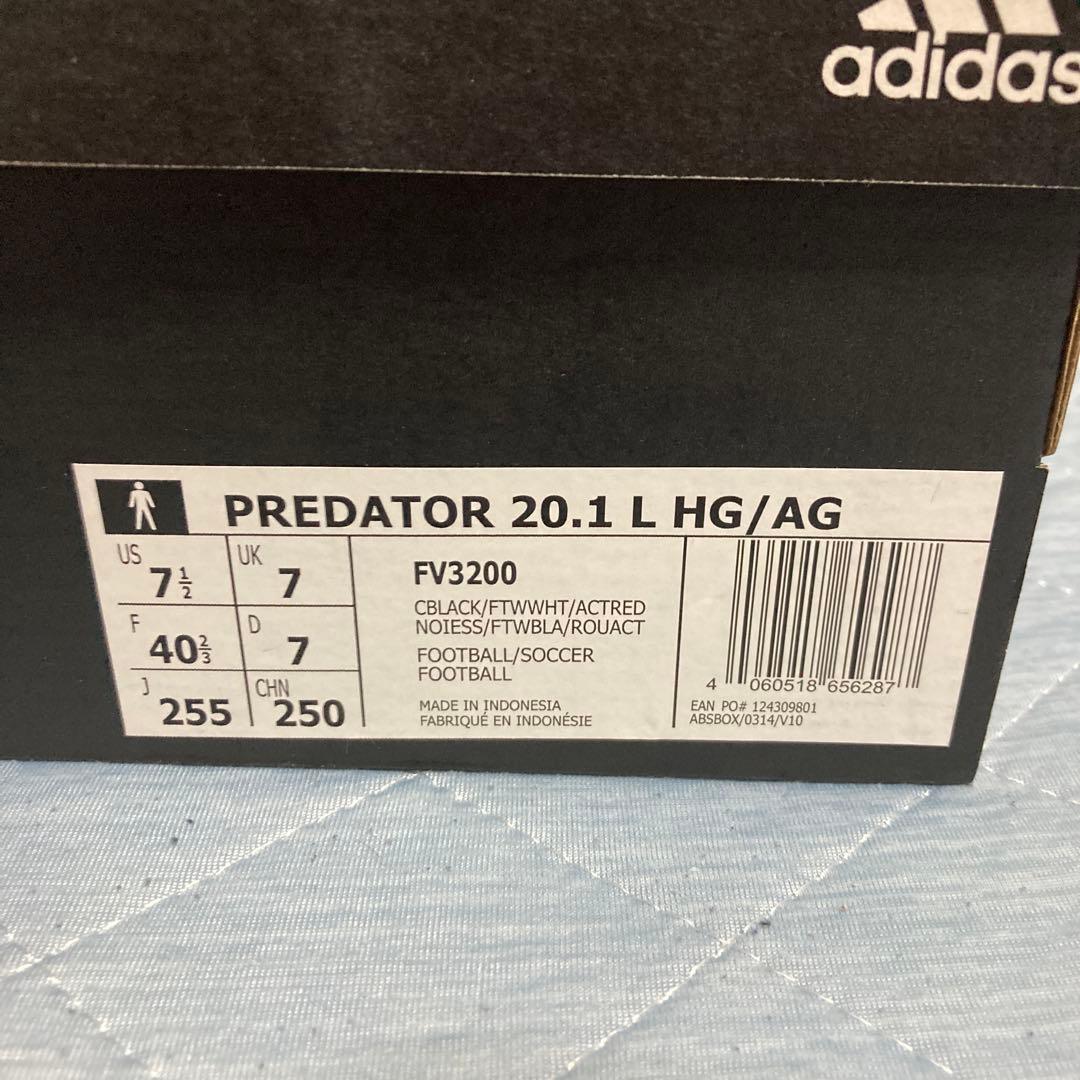 adidas
PREDATOR 20.1 L HG/AG
US 7 1/2
UK 7
F 40 2/3
D 7
J 255
CHN 250
FV3200
CBLACK/FTWWHT/ACTRED
NOIESS/FTWBLA/ROUACT
FOOTBALL/SOCCER
FOOTBALL
MADE IN INDONESIA
FABRIQUÉ EN INDONÉSIE
4 060518 656287
EAN PO# 124309801
ABSBOX/0314/V10